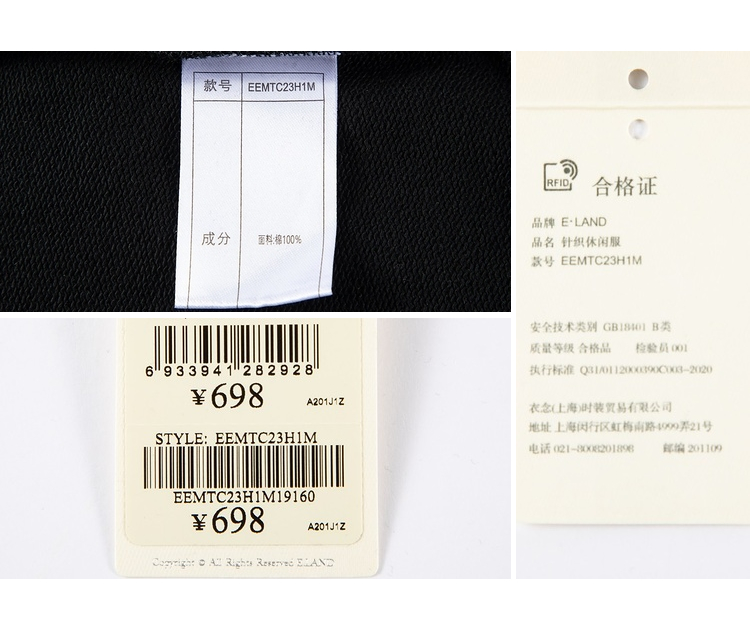 款号 EEMTC23H1M
成分 面料:棉100%
6 933941 282928
¥698 A201J1Z
STYLE: EEMTC23H1M
EEMTC23H1M19160
¥698 A201J1Z
Copyright © All Rights Reserved ELAND
RFID 合格证
品牌 E·LAND
品名 针织休闲服
款号 EEMTC23H1M
安全技术类别 GB18401 B类
质量等级 合格品 检验员 001
执行标准 Q31/0112000390C003-2020
衣念(上海)时装贸易有限公司
地址 上海闵行区虹梅南路4999弄21号
电话 021-8008201898 邮编 201109